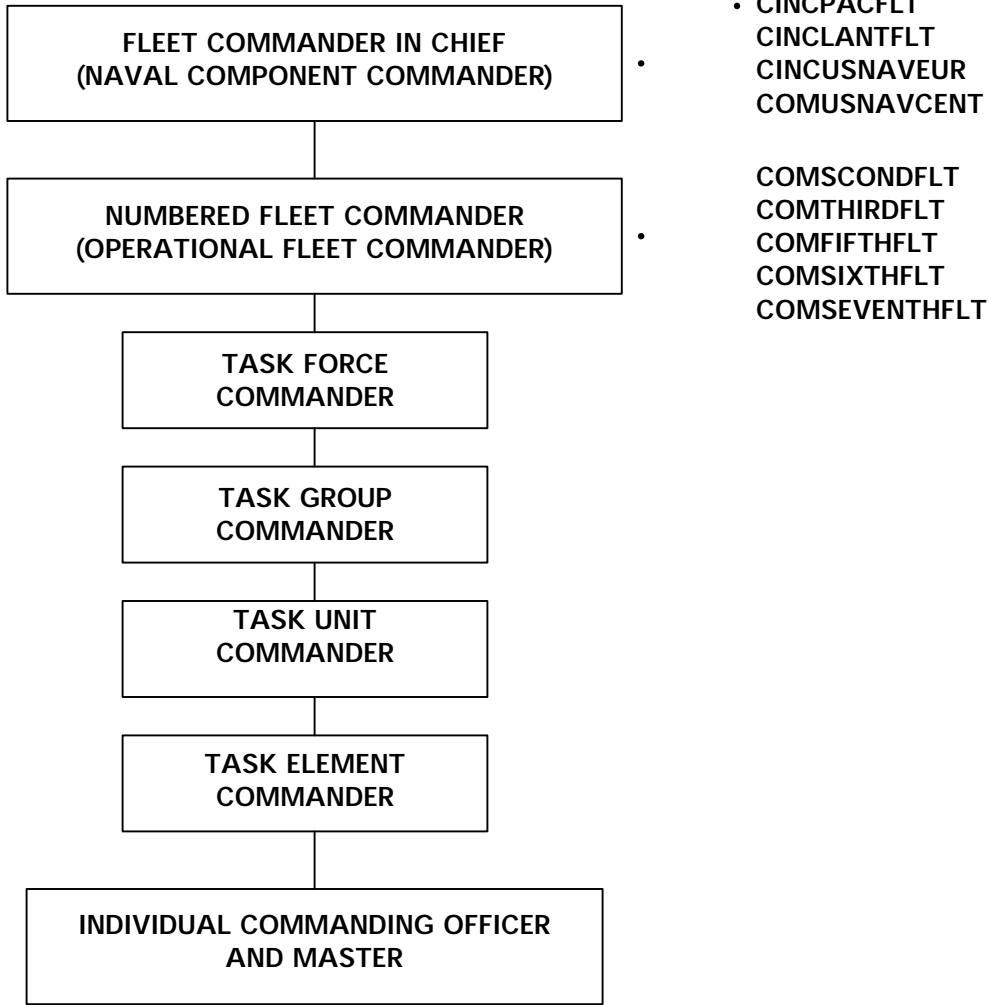 FLEET COMMANDER IN CHIEF
(NAVAL COMPONENT COMMANDER)
• CINCPACFLT
CINCLANTFLT
• CINCUSNAVEUR
COMUSNAVCENT
NUMBERED FLEET COMMANDER
(OPERATIONAL FLEET COMMANDER)
COMSCONDFLT
COMTHIRDFLT
• COMFIFTHFLT
COMSIXTHFLT
COMSEVENTHFLT
TASK FORCE
COMMANDER
TASK GROUP
COMMANDER
TASK UNIT
COMMANDER
TASK ELEMENT
COMMANDER
INDIVIDUAL COMMANDING OFFICER
AND MASTER